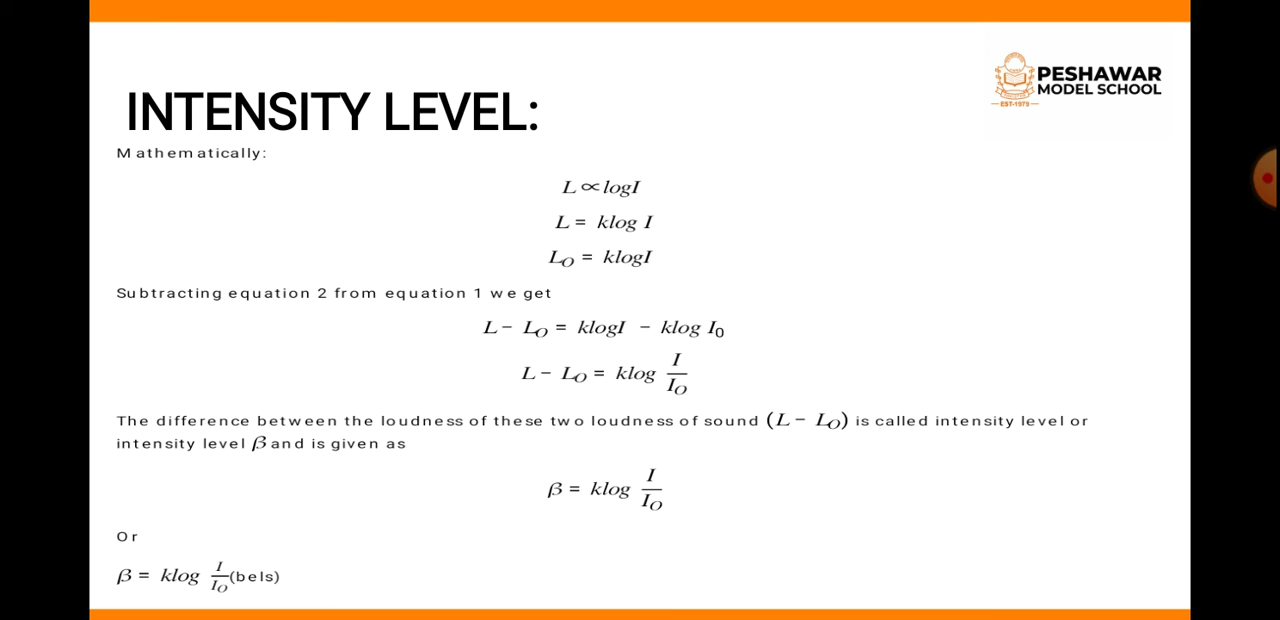 PESHAWAR
MODEL SCHOOL
EST-1979
INTENSITY LEVEL:
Mathematically:
L ∝ logI
L = klog I
L_O = klogI
Subtracting equation 2 from equation 1 we get
L − L_O = klogI − klog I_0
L − L_O = klog I/I_O
The difference between the loudness of these two loudness of sound (L − L_O) is called intensity level or
intensity level β and is given as
β = klog I/I_O
Or
β = klog I/I_O (bels)